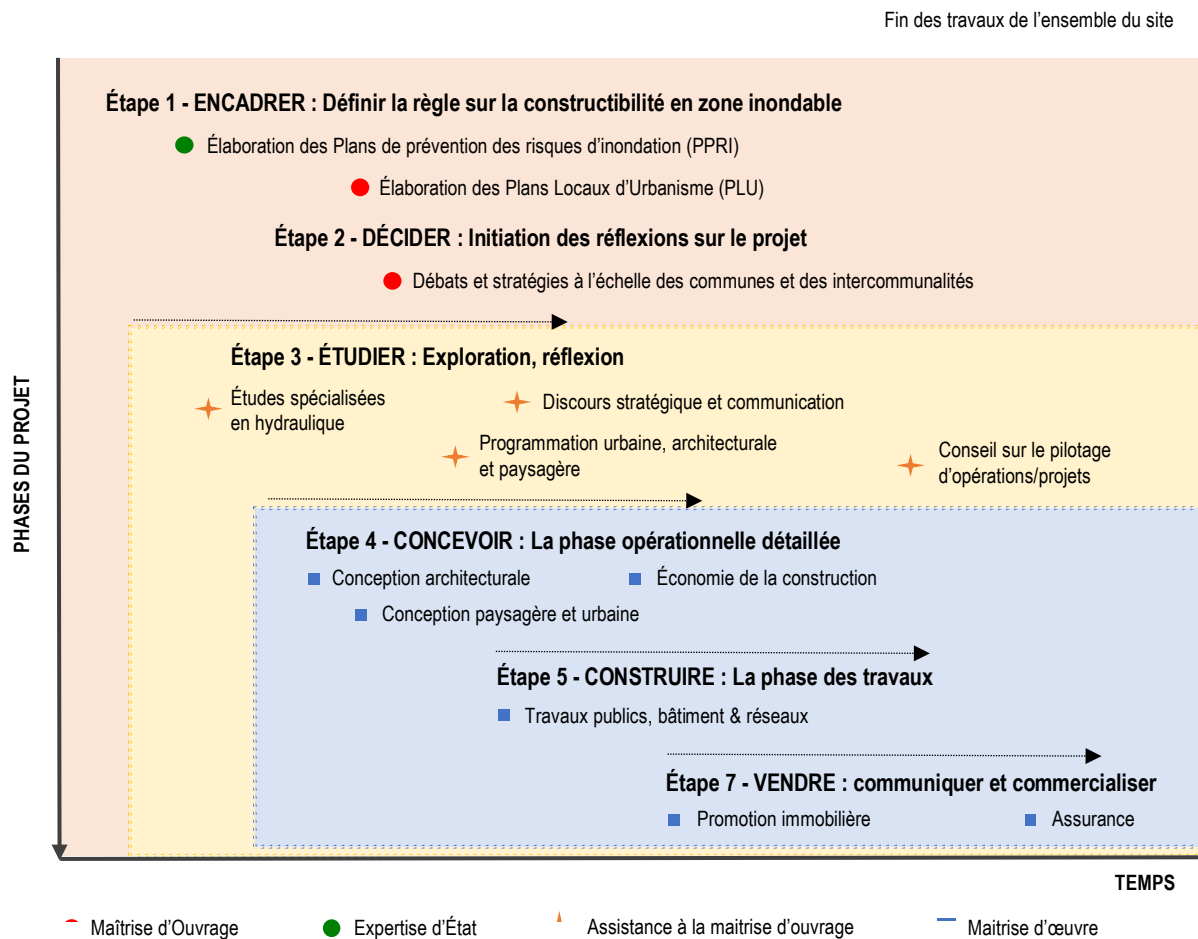 Fin des travaux de l’ensemble du site
Étape 1 - ENCADRER : Définir la règle sur la constructibilité en zone inondable
Élaboration des Plans de prévention des risques d’inondation (PPRI)
Élaboration des Plans Locaux d’Urbanisme (PLU)
Étape 2 - DÉCIDER : Initiation des réflexions sur le projet
Débats et stratégies à l’échelle des communes et des intercommunalités
PHASES DU PROJET
Étape 3 - ÉTUDIER : Exploration, réflexion
Études spécialisées
en hydraulique
Discours stratégique et communication
Programmation urbaine, architecturale
et paysagère
Conseil sur le pilotage
d’opérations/projets
Étape 4 - CONCEVOIR : La phase opérationnelle détaillée
Conception architecturale
Économie de la construction
Conception paysagère et urbaine
Étape 5 - CONSTRUIRE : La phase des travaux
Travaux publics, bâtiment & réseaux
Étape 7 - VENDRE : communiquer et commercialiser
Promotion immobilière
Assurance
TEMPS
Maîtrise d’Ouvrage
Expertise d’État
Assistance à la maitrise d’ouvrage
Maitrise d’œuvre